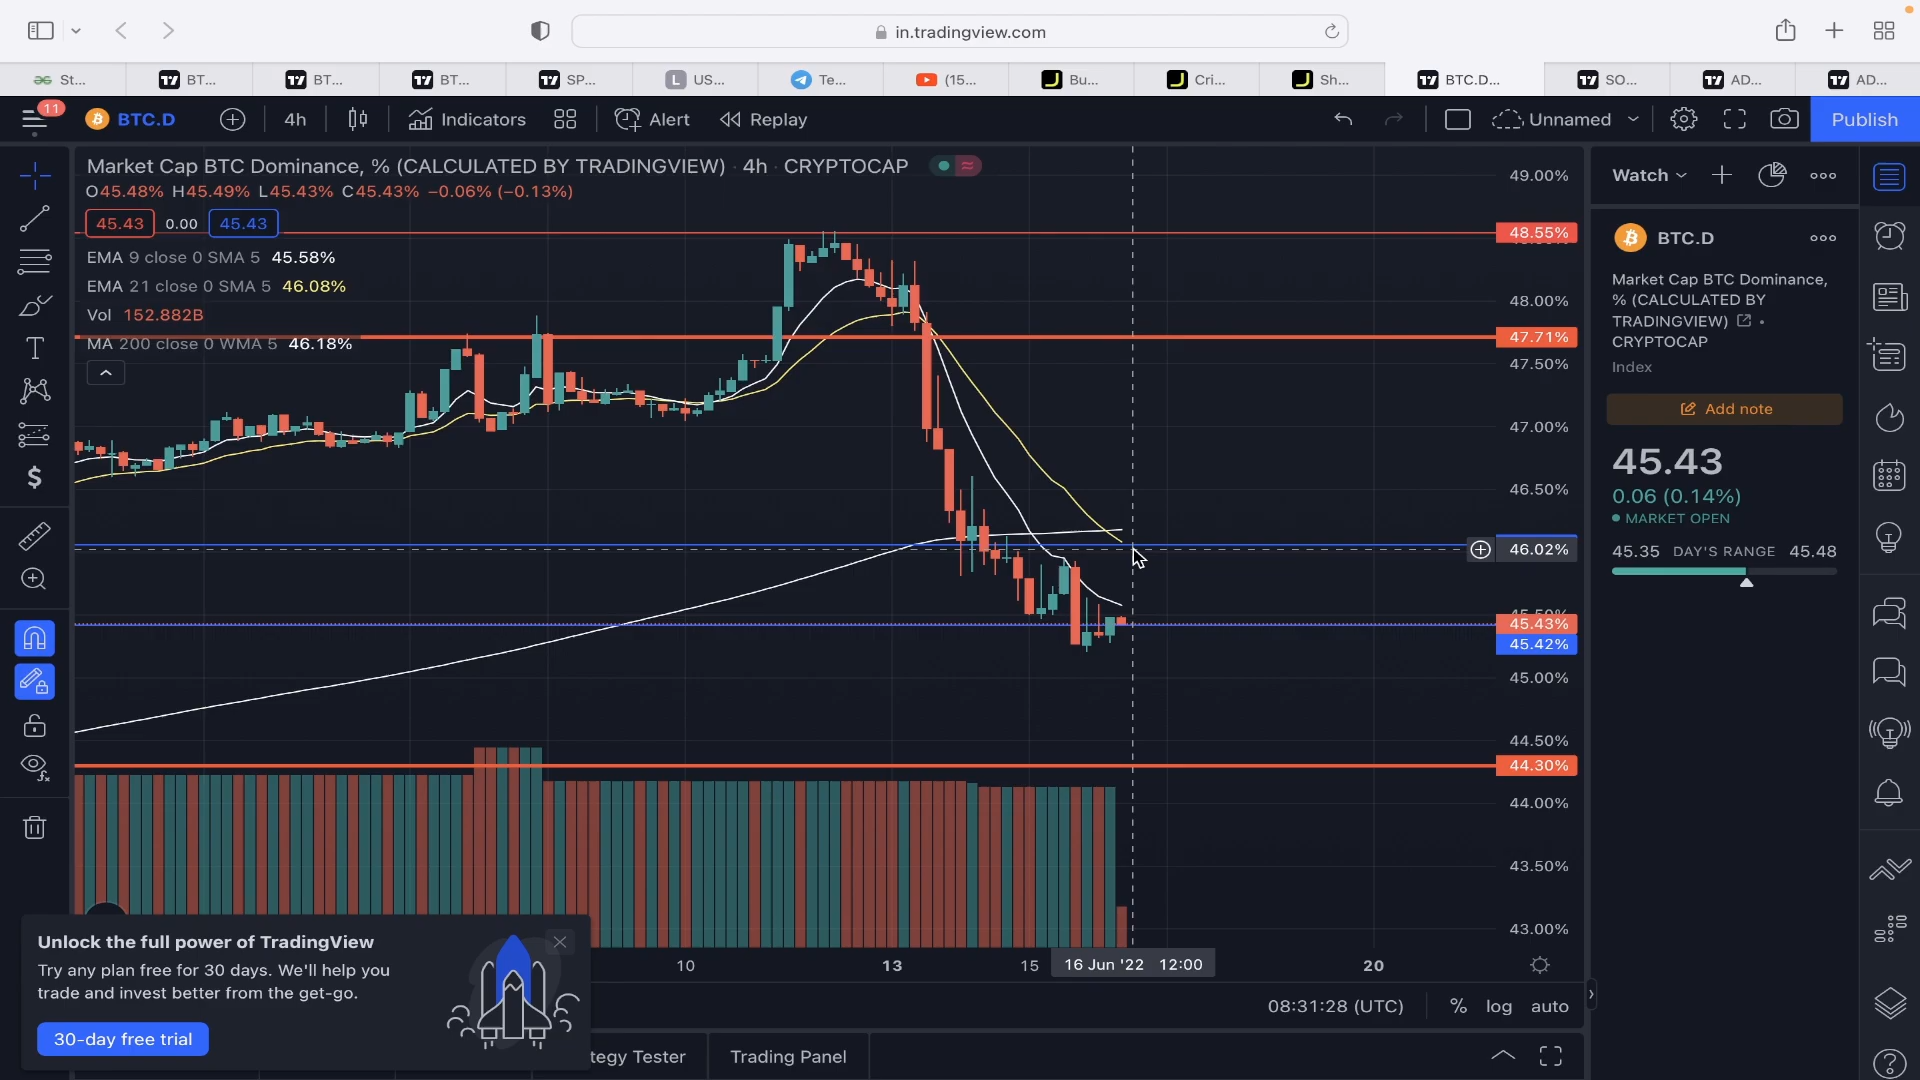 in.tradingview.com
St...
BT...
BT...
BT...
SP...
US...
Te...
(15...
Bu...
Cri...
Sh...
BTC.D...
SO...
AD...
AD...
11
BTC.D
4h
Indicators
Alert
Replay
Unnamed
Publish
Market Cap BTC Dominance, % (CALCULATED BY TRADINGVIEW) · 4h · CRYPTOCAP
O45.48% H45.49% L45.43% C45.43% −0.06% (−0.13%)
45.43 0.00 45.43
EMA 9 close 0 SMA 5 45.58%
EMA 21 close 0 SMA 5 46.08%
Vol 152.882B
MA 200 close 0 WMA 5 46.18%
49.00%
48.55%
48.00%
47.71%
47.50%
47.00%
46.50%
46.02%
45.43%
45.42%
45.00%
44.50%
44.30%
44.00%
43.50%
43.00%
10
13
15
16 Jun '22 12:00
20
08:31:28 (UTC)
% log auto
Watch
BTC.D
Market Cap BTC Dominance,
% (CALCULATED BY
TRADINGVIEW) •
CRYPTOCAP
Index
Add note
45.43
0.06 (0.14%)
MARKET OPEN
45.35 DAY'S RANGE 45.48
Unlock the full power of TradingView
Try any plan free for 30 days. We'll help you
trade and invest better from the get-go.
30-day free trial
tegy Tester
Trading Panel